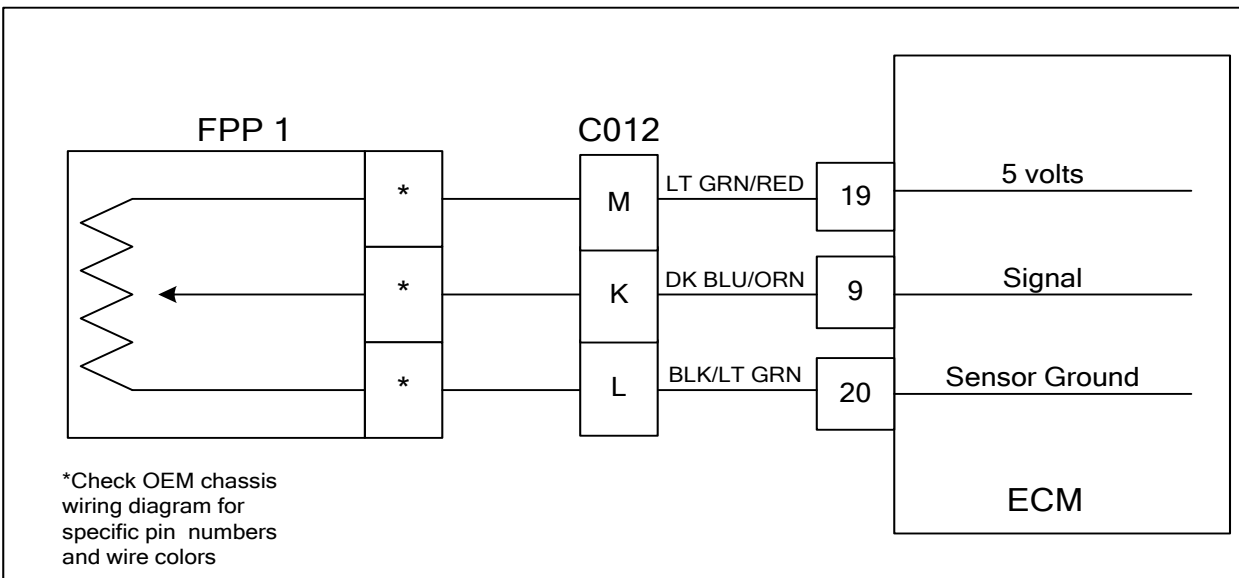 FPP 1
C012
*
M
LT GRN/RED
19
5 volts
*
K
DK BLU/ORN
9
Signal
*
L
BLK/LT GRN
20
Sensor Ground
*Check OEM chassis
wiring diagram for
specific pin numbers
and wire colors
ECM